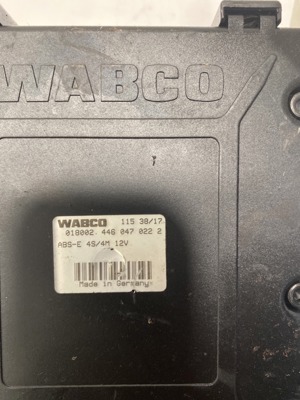 WABCO
WABCO 115 38/17
018002 446 047 022 2
ABS-E 4S/4M 12V
Made in Germany